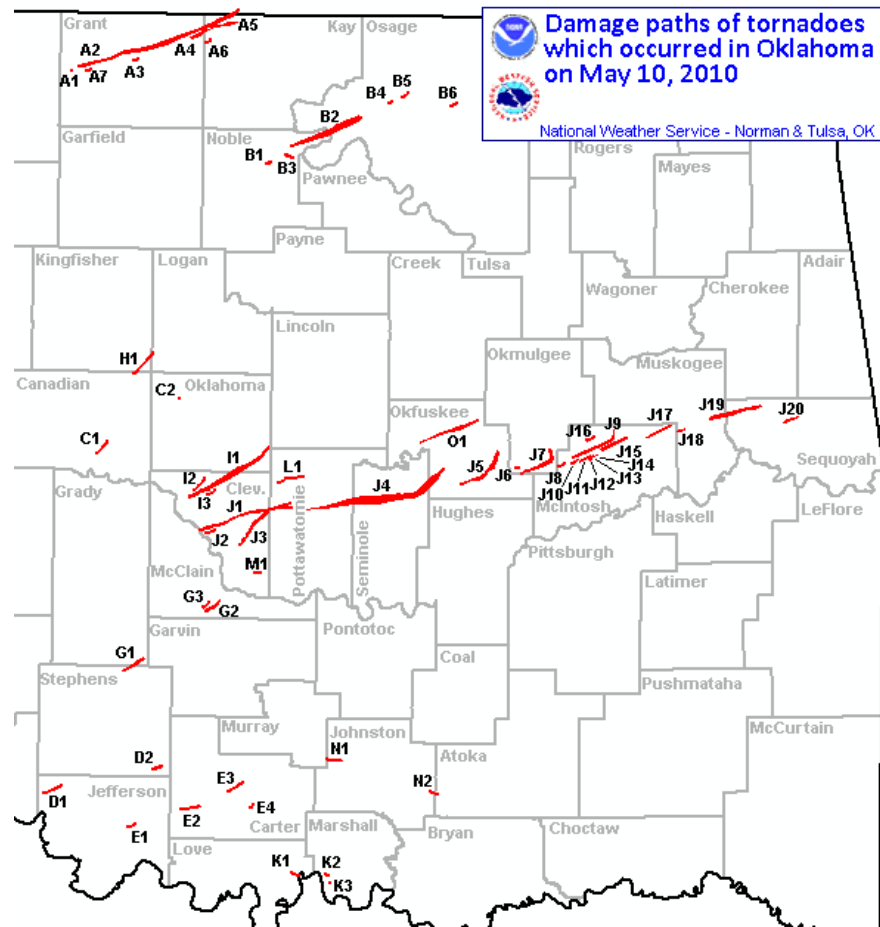 Damage paths of tornadoes
which occurred in Oklahoma
on May 10, 2010
National Weather Service - Norman & Tulsa, OK
Grant
Kay
Osage
A5
A2
A4
A6
A1
A7
A3
B5
B4
B6
B2
Garfield
Noble
B1
B3
Pawnee
Rogers
Mayes
Payne
Kingfisher
Logan
Creek
Tulsa
Adair
Wagoner
Cherokee
Lincoln
Okmulgee
Muskogee
H1
Canadian
C2
Oklahoma
Okfuskee
J19
J20
J17
J18
J16
J9
O1
C1
I1
L1
J5
J6
J7
J15
J14
J8
J10
J11
J12
J13
Sequoyah
Grady
I2
I3
Clev.
J4
J1
J2
J3
M1
Pottawatomie
Seminole
Hughes
McIntosh
Haskell
LeFlore
Pittsburgh
McClain
Latimer
G3
G2
Garvin
Pontotoc
G1
Coal
Stephens
Pushmataha
Murray
Johnston
McCurtain
N1
Atoka
D2
N2
E3
D1
Jefferson
E4
E2
E1
Carter
Marshall
Bryan
Choctaw
Love
K1
K2
K3